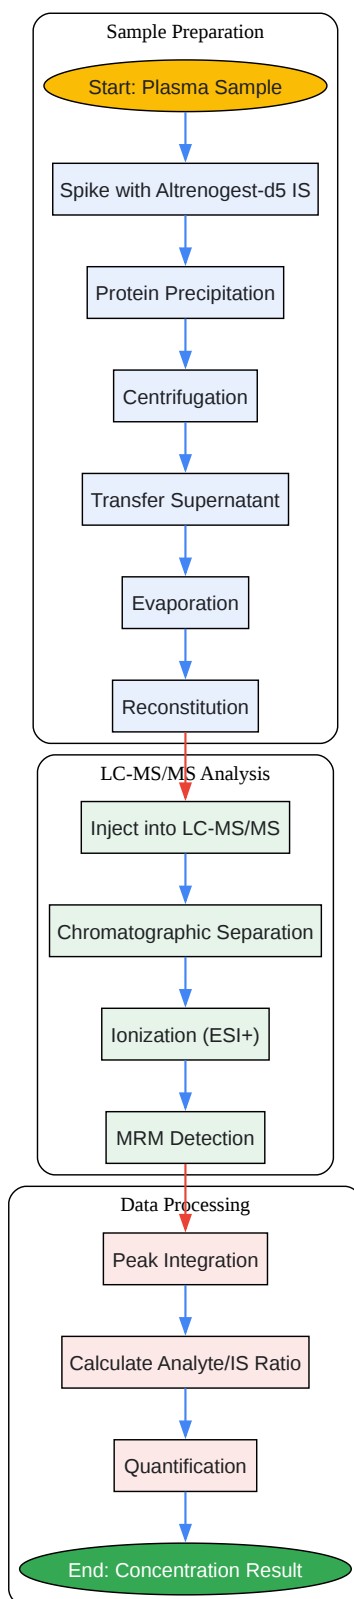 Sample Preparation
Start: Plasma Sample
Spike with Altrenogest-d5 IS
Protein Precipitation
Centrifugation
Transfer Supernatant
Evaporation
Reconstitution
LC-MS/MS Analysis
Inject into LC-MS/MS
Chromatographic Separation
Ionization (ESI+)
MRM Detection
Data Processing
Peak Integration
Calculate Analyte/IS Ratio
Quantification
End: Concentration Result